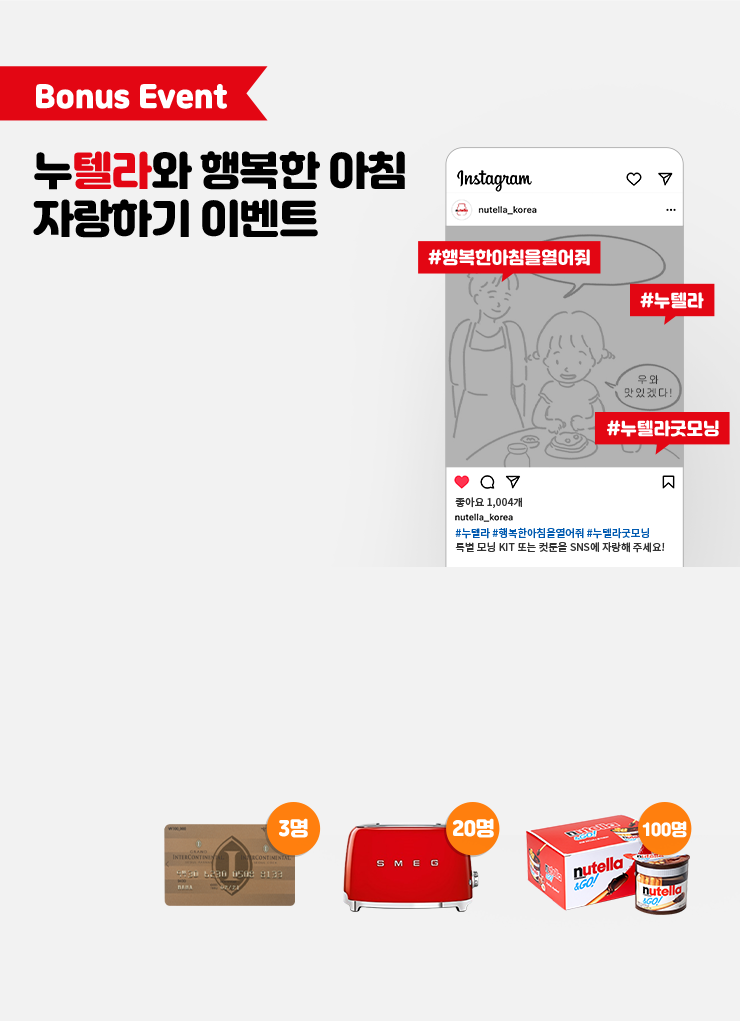 Bonus Event
누텔라와 행복한 아침
자랑하기 이벤트
Instagram
nutella_korea
#행복한아침을열어줘
#누텔라
우와
맛있겠다!
#누텔라굿모닝
좋아요 1,004개
nutella_korea
#누텔라 #행복한아침을열어줘 #누텔라굿모닝
특별 모닝 KIT 또는 컷툰을 SNS에 자랑해 주세요!
3명
20명
100명
INTERCONTINENTAL
SMEG
nutella
&GO!
nutella
&GO!